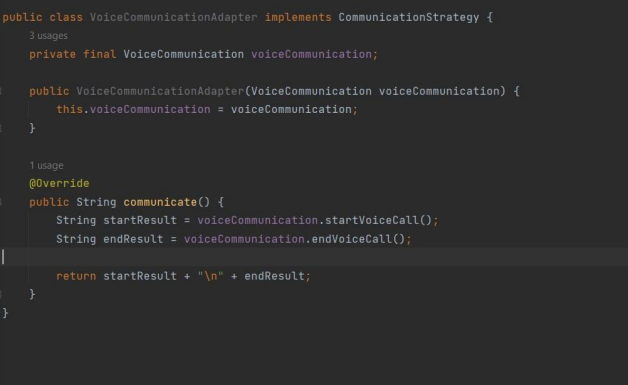 public class VoiceCommunicationAdapter implements CommunicationStrategy {
3 usages
private final VoiceCommunication voiceCommunication;
public VoiceCommunicationAdapter(VoiceCommunication voiceCommunication) {
this.voiceCommunication = voiceCommunication;
}
1 usage
@Override
public String communicate() {
String startResult = voiceCommunication.startVoiceCall();
String endResult = voiceCommunication.endVoiceCall();
return startResult + "\n" + endResult;
}
}